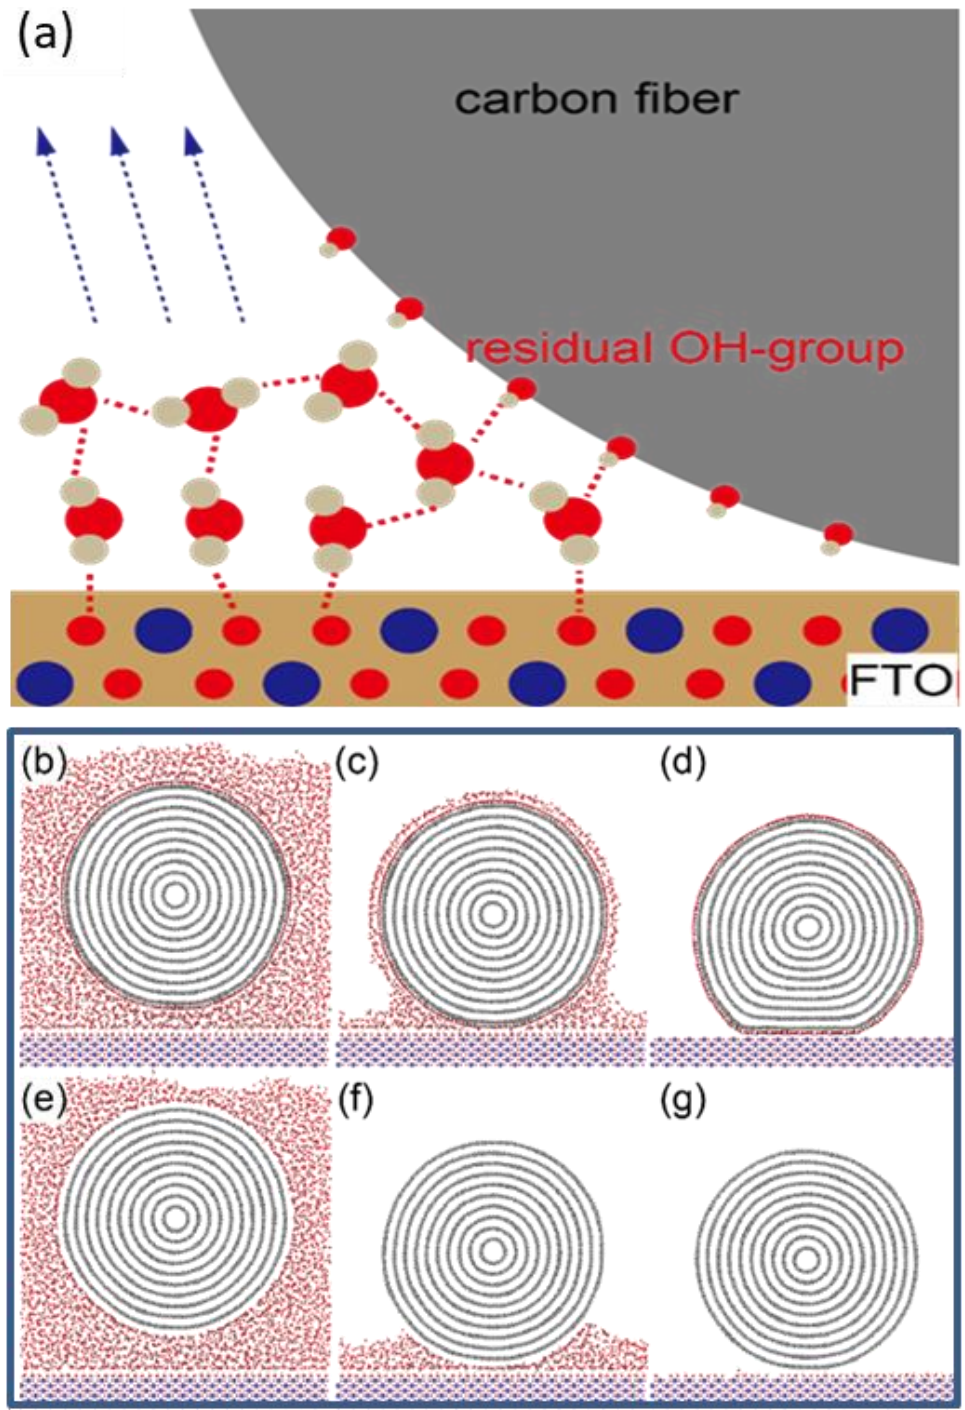 (a)
carbon fiber
residual OH-group
FTO
(b)
(c)
(d)
(e)
(f)
(g)